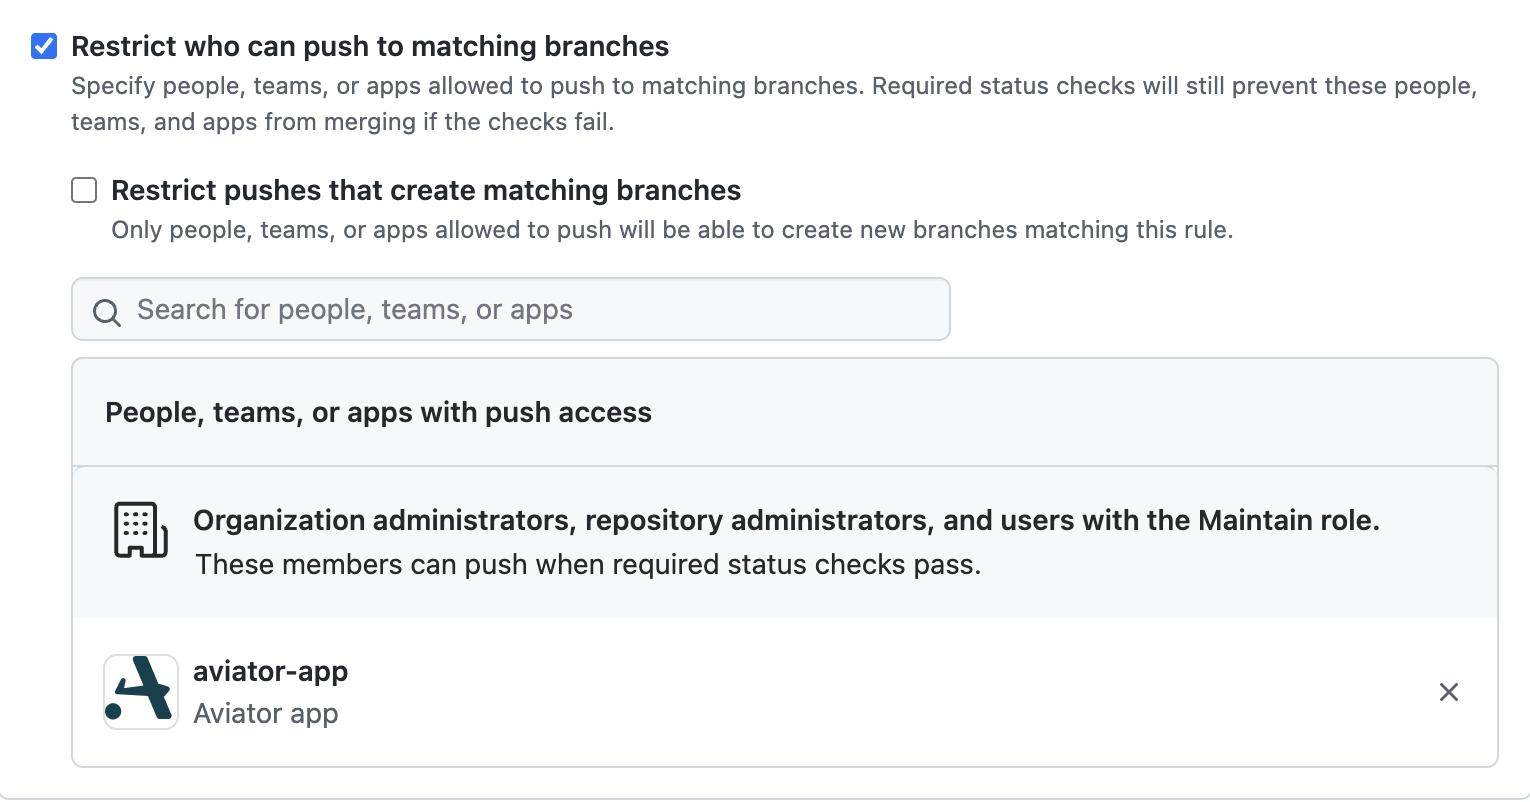 Restrict who can push to matching branches
Specify people, teams, or apps allowed to push to matching branches. Required status checks will still prevent these people,
teams, and apps from merging if the checks fail.
Restrict pushes that create matching branches
Only people, teams, or apps allowed to push will be able to create new branches matching this rule.
Search for people, teams, or apps
People, teams, or apps with push access
Organization administrators, repository administrators, and users with the Maintain role.
These members can push when required status checks pass.
aviator-app
Aviator app